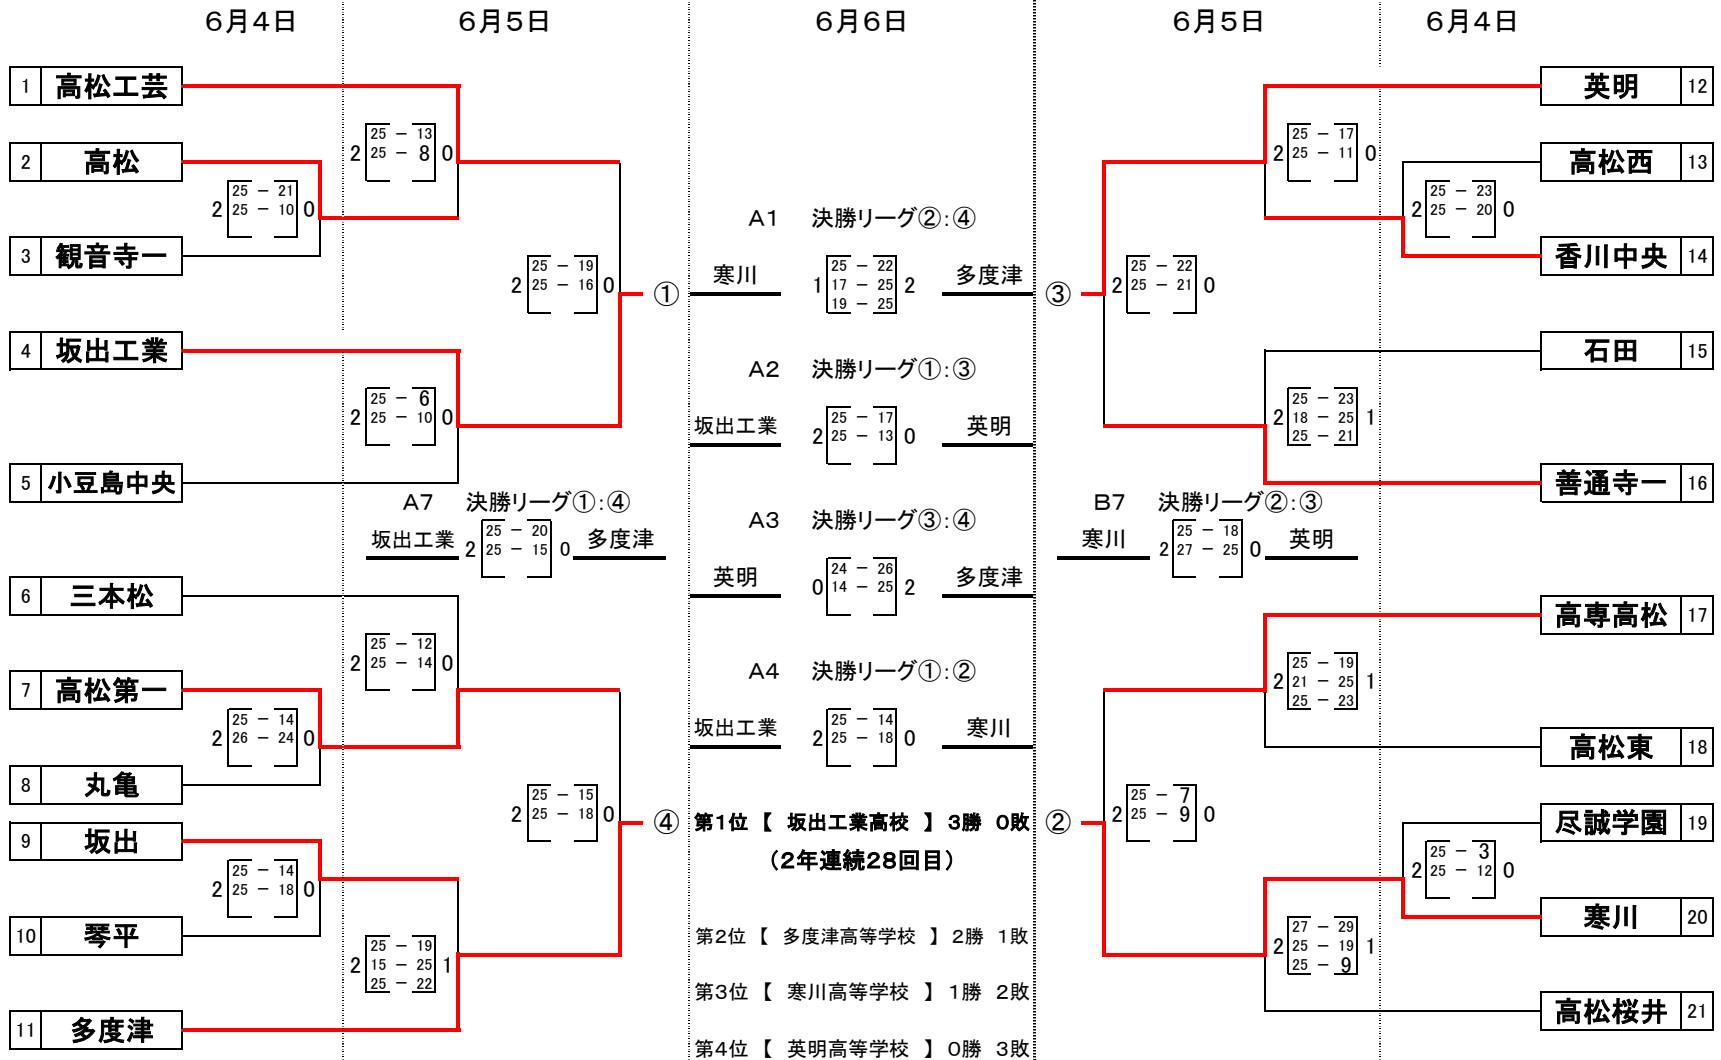 6月4日 6月5日 6月6日 6月5日 6月4日
1 高松工芸
25 － 13
2 25 － 8 0
2 高松
25 － 21
2 25 － 10 0
3 観音寺一
25 － 19
2 25 － 16 0
①
4 坂出工業
25 － 6
2 25 － 10 0
5 小豆島中央
A7 決勝リーグ①:④
坂出工業 2 25 － 20 0 多度津
25 － 15
6 三本松
25 － 12
2 25 － 14 0
7 高松第一
25 － 14
2 26 － 24 0
8 丸亀
25 － 15
2 25 － 18 0
④
9 坂出
25 － 14
2 25 － 18 0
10 琴平
25 － 19
2 15 － 25 1
25 － 22
11 多度津
A1 決勝リーグ②:④
寒川 1 25 － 22 2 多度津
17 － 25
19 － 25
A2 決勝リーグ①:③
坂出工業 2 25 － 17 0 英明
25 － 13
A3 決勝リーグ③:④
英明 0 24 － 26 2 多度津
14 － 25
A4 決勝リーグ①:②
坂出工業 2 25 － 14 0 寒川
25 － 18
第1位 【 坂出工業高校 】 3勝 0敗
（2年連続28回目）
第2位 【 多度津高等学校 】 2勝 1敗
第3位 【 寒川高等学校 】 1勝 2敗
第4位 【 英明高等学校 】 0勝 3敗
英明 12
25 － 17
2 25 － 11 0
高松西 13
25 － 23
2 25 － 20 0
香川中央 14
③
25 － 22
2 25 － 21 0
石田 15
25 － 23
2 18 － 25 1
25 － 21
善通寺一 16
B7 決勝リーグ②:③
寒川 2 25 － 18 0 英明
27 － 25
高専高松 17
25 － 19
2 21 － 25 1
25 － 23
高松東 18
②
25 － 7
2 25 － 9 0
尽誠学園 19
25 － 3
2 25 － 12 0
寒川 20
27 － 29
2 25 － 19 1
25 － 9
高松桜井 21